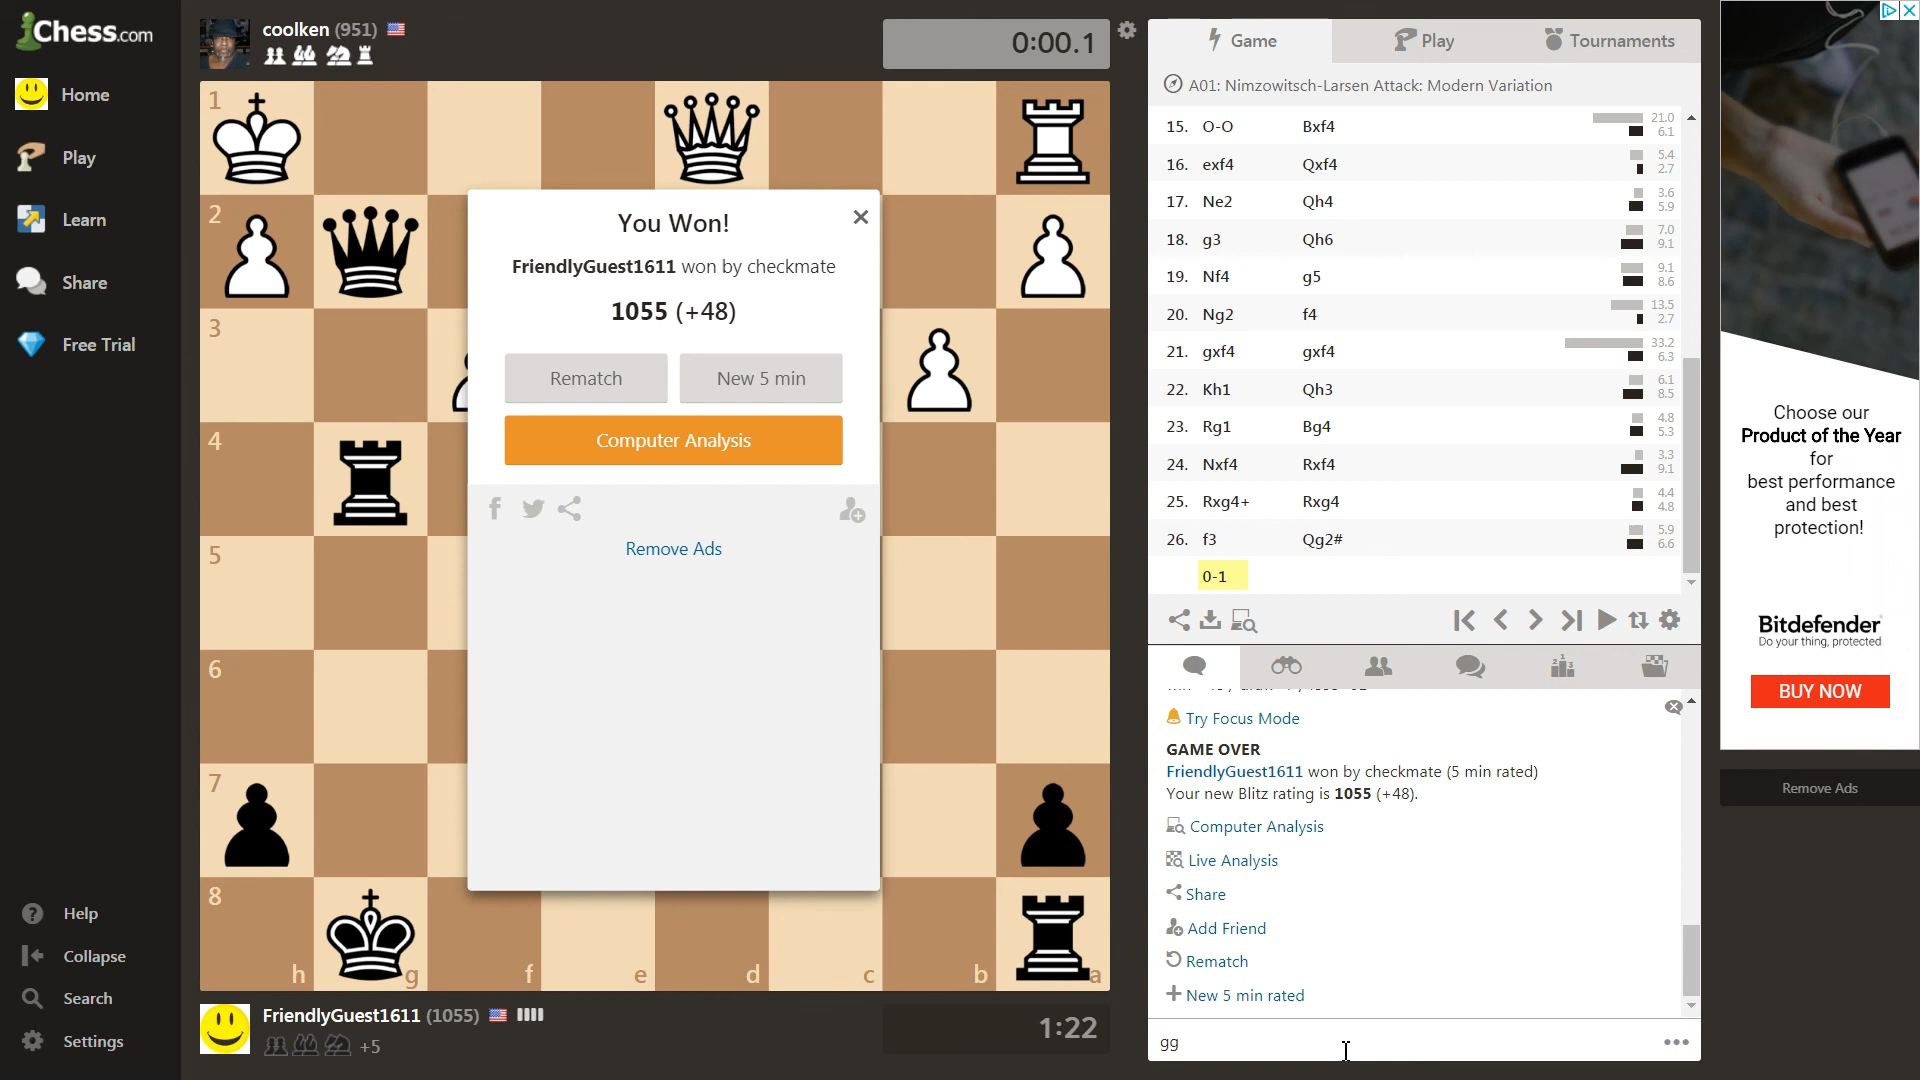 Chess.com
Home
Play
Learn
Share
Free Trial
Help
Collapse
Search
Settings
coolken (951)
0:00.1
1
2
3
4
5
6
7
8
h g f e d c b a
You Won!
FriendlyGuest1611 won by checkmate
1055 (+48)
Rematch
New 5 min
Computer Analysis
Remove Ads
FriendlyGuest1611 (1055)
+5
1:22
Game
Play
Tournaments
A01: Nimzowitsch-Larsen Attack: Modern Variation
15. O-O Bxf4 21.0 6.1
16. exf4 Qxf4 5.4 2.7
17. Ne2 Qh4 3.6 5.9
18. g3 Qh6 7.0 9.1
19. Nf4 g5 9.1 8.6
20. Ng2 f4 13.5 2.7
21. gxf4 gxf4 33.2 6.3
22. Kh1 Qh3 6.1 8.5
23. Rg1 Bg4 4.8 5.3
24. Nxf4 Rxf4 3.3 9.1
25. Rxg4+ Rxg4 4.4 4.8
26. f3 Qg2# 5.9 6.6
0-1
Try Focus Mode
GAME OVER
FriendlyGuest1611 won by checkmate (5 min rated)
Your new Blitz rating is 1055 (+48).
Computer Analysis
Live Analysis
Share
Add Friend
Rematch
New 5 min rated
gg
Choose our
Product of the Year
for
best performance
and best
protection!
Bitdefender
Do your thing, protected
BUY NOW
Remove Ads